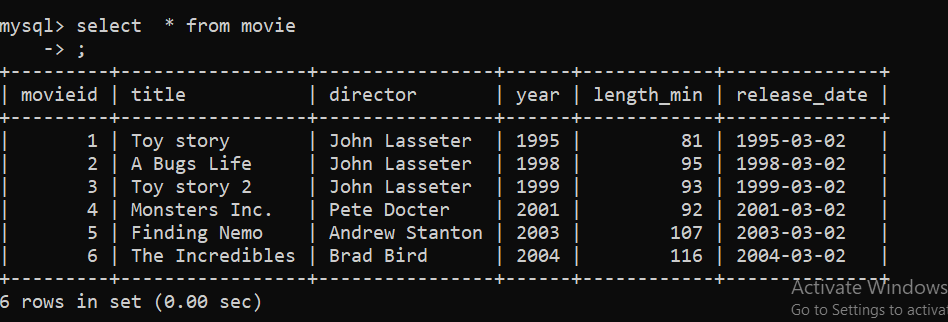 mysql> select  * from movie
    -> ;
+---------+----------------+----------------+------+------------+--------------+
| movieid | title          | director       | year | length_min | release_date |
+---------+----------------+----------------+------+------------+--------------+
|       1 | Toy story      | John Lasseter  | 1995 |         81 | 1995-03-02   |
|       2 | A Bugs Life    | John Lasseter  | 1998 |         95 | 1998-03-02   |
|       3 | Toy story 2    | John Lasseter  | 1999 |         93 | 1999-03-02   |
|       4 | Monsters Inc.  | Pete Docter    | 2001 |         92 | 2001-03-02   |
|       5 | Finding Nemo   | Andrew Stanton | 2003 |        107 | 2003-03-02   |
|       6 | The Incredibles | Brad Bird      | 2004 |        116 | 2004-03-02   |
+---------+----------------+----------------+------+------------+--------------+
6 rows in set (0.00 sec)
Activate Windows
Go to Settings to activa